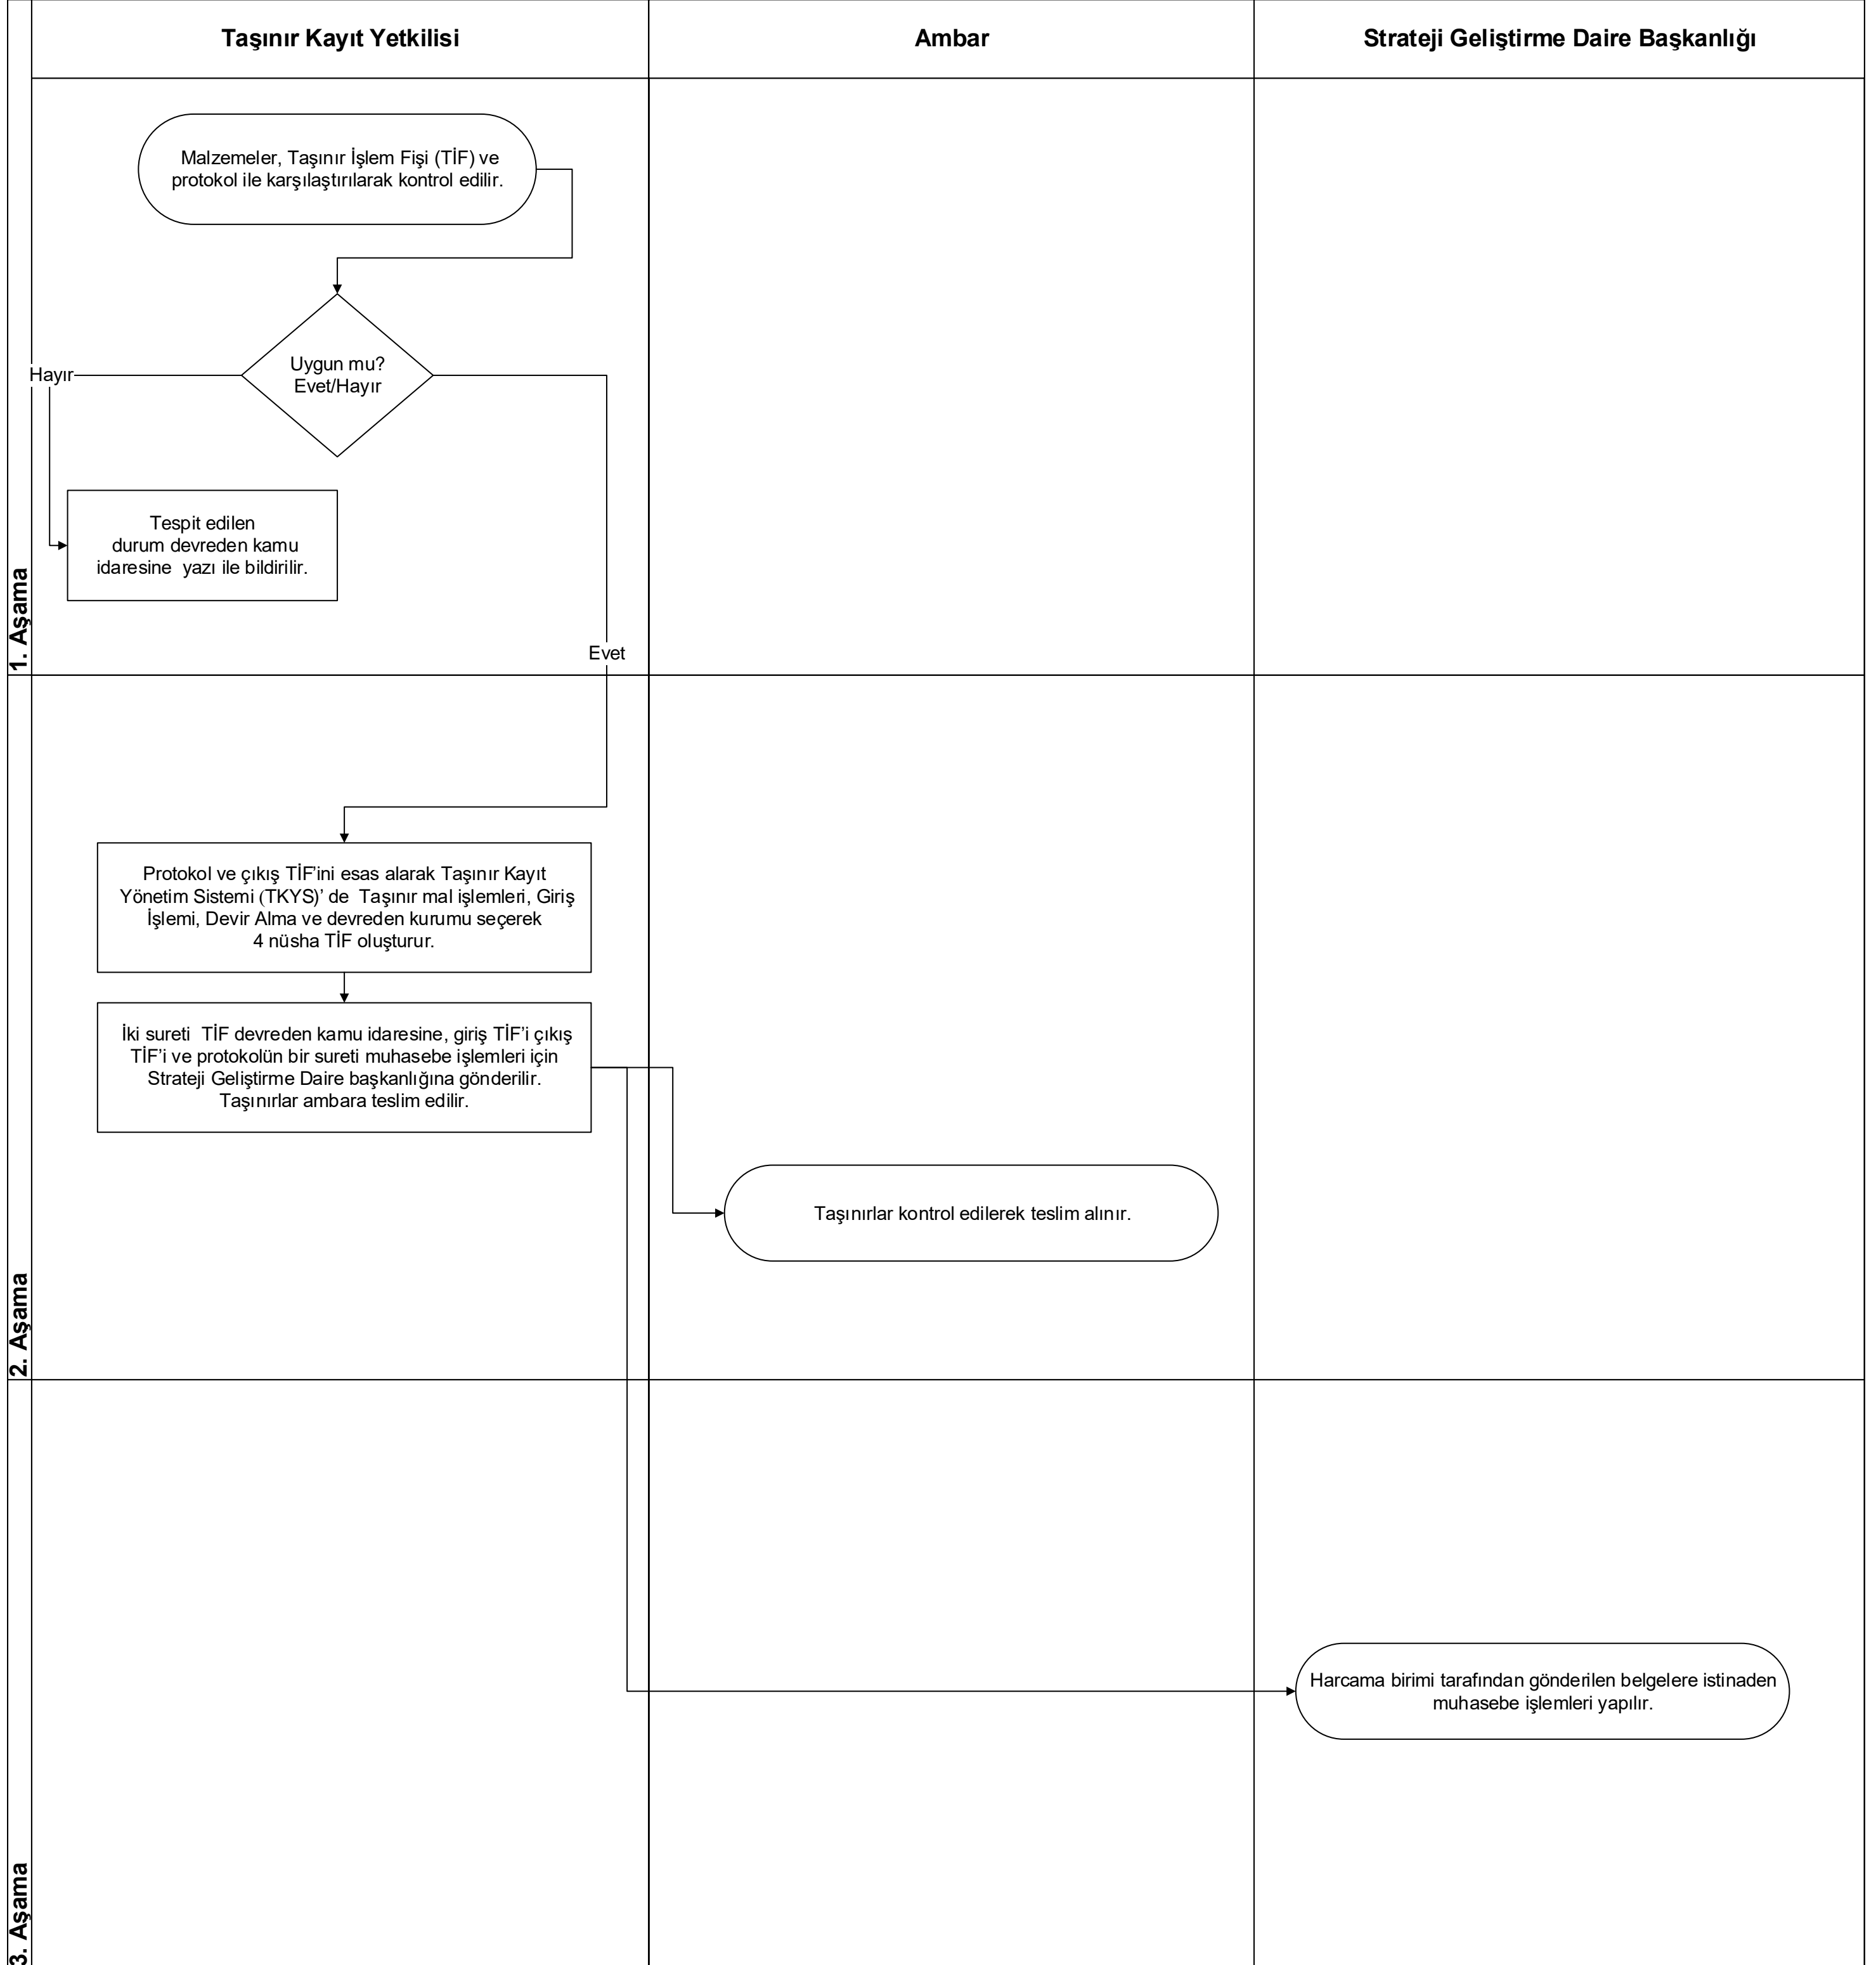 Taşınır Kayıt Yetkilisi
Ambar
Strateji Geliştirme Daire Başkanlığı
Malzemeler, Taşınır İşlem Fişi (TİF) ve
protokol ile karşılaştırılarak kontrol edilir.
Uygun mu?
Evet/Hayır
Hayır
Tespit edilen
durum devreden kamu
idaresine yazı ile bildirilir.
Evet
1. Aşama
Protokol ve çıkış TİF'ini esas alarak Taşınır Kayıt
Yönetim Sistemi (TKYS)' de Taşınır mal işlemleri, Giriş
İşlemi, Devir Alma ve devreden kurumu seçerek
4 nüsha TİF oluşturur.
İki sureti TİF devreden kamu idaresine, giriş TİF'i çıkış
TİF'i ve protokolün bir sureti muhasebe işlemleri için
Strateji Geliştirme Daire başkanlığına gönderilir.
Taşınırlar ambara teslim edilir.
Taşınırlar kontrol edilerek teslim alınır.
2. Aşama
Harcama birimi tarafından gönderilen belgelere istinaden
muhasebe işlemleri yapılır.
3. Aşama